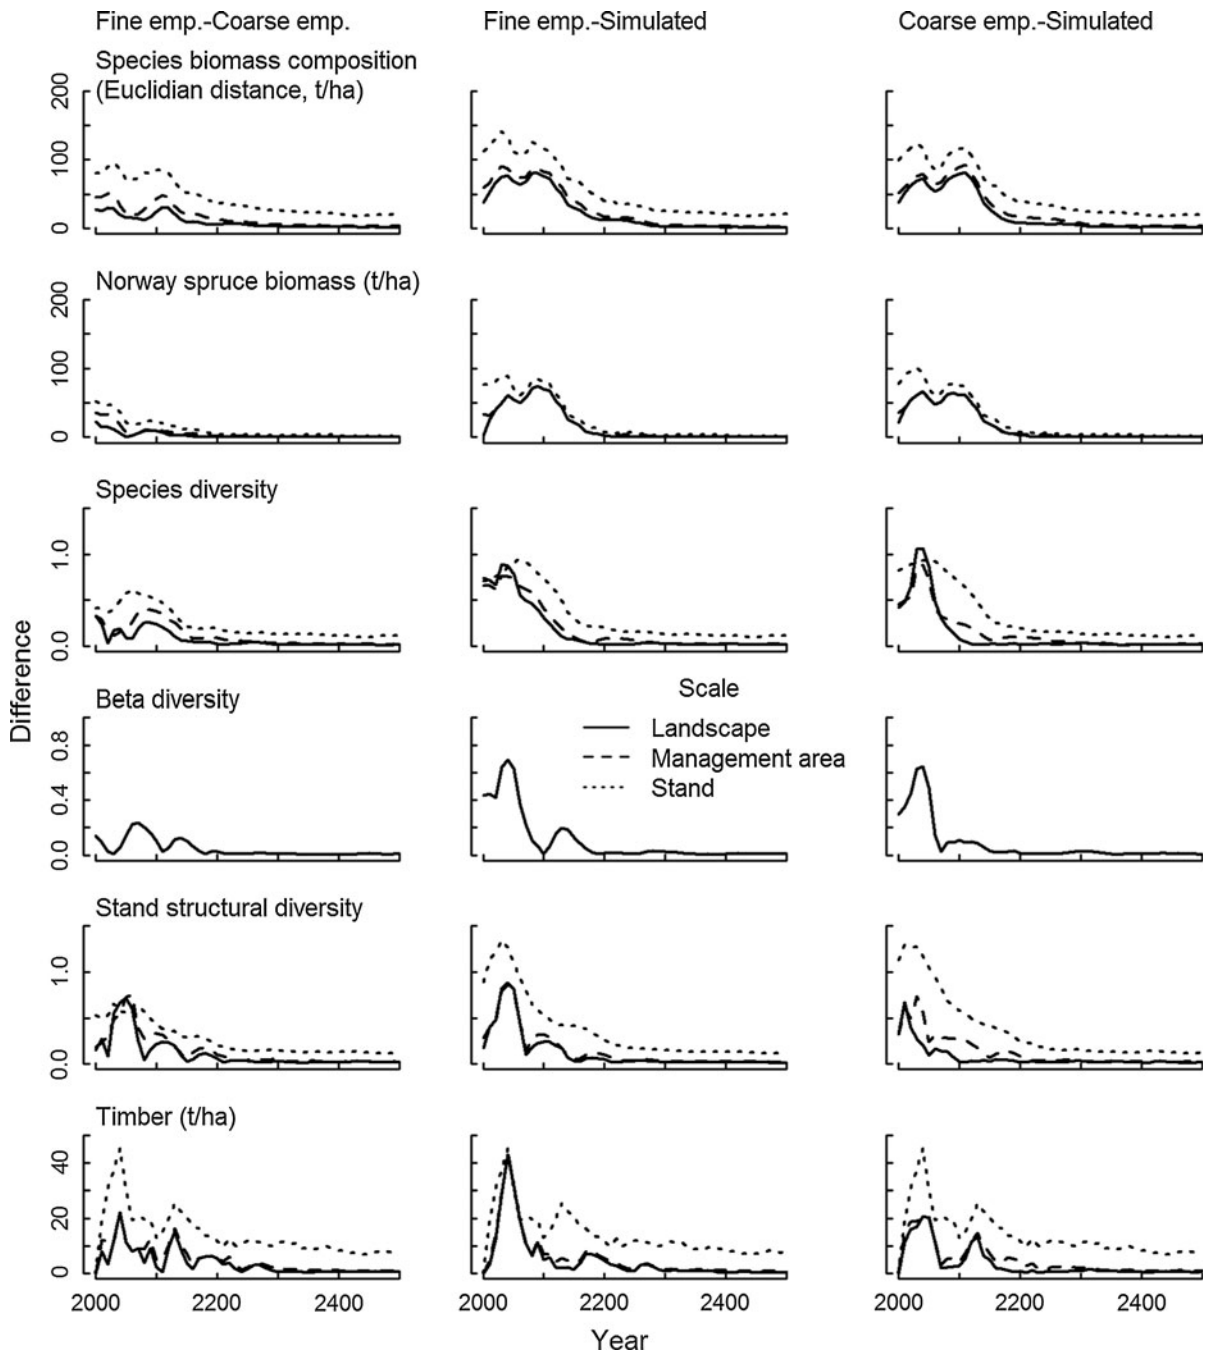 Fine emp.-Coarse emp.
Fine emp.-Simulated
Coarse emp.-Simulated
Species biomass composition
(Euclidian distance, t/ha)
200
100
0
Norway spruce biomass (t/ha)
200
100
0
Species diversity
1.0
0.0
Difference
Beta diversity
0.8
0.4
0.0
Scale
Landscape
Management area
Stand
Stand structural diversity
1.0
0.0
Timber (t/ha)
40
20
0
2000 2200 2400
2000 2200 2400
2000 2200 2400
Year